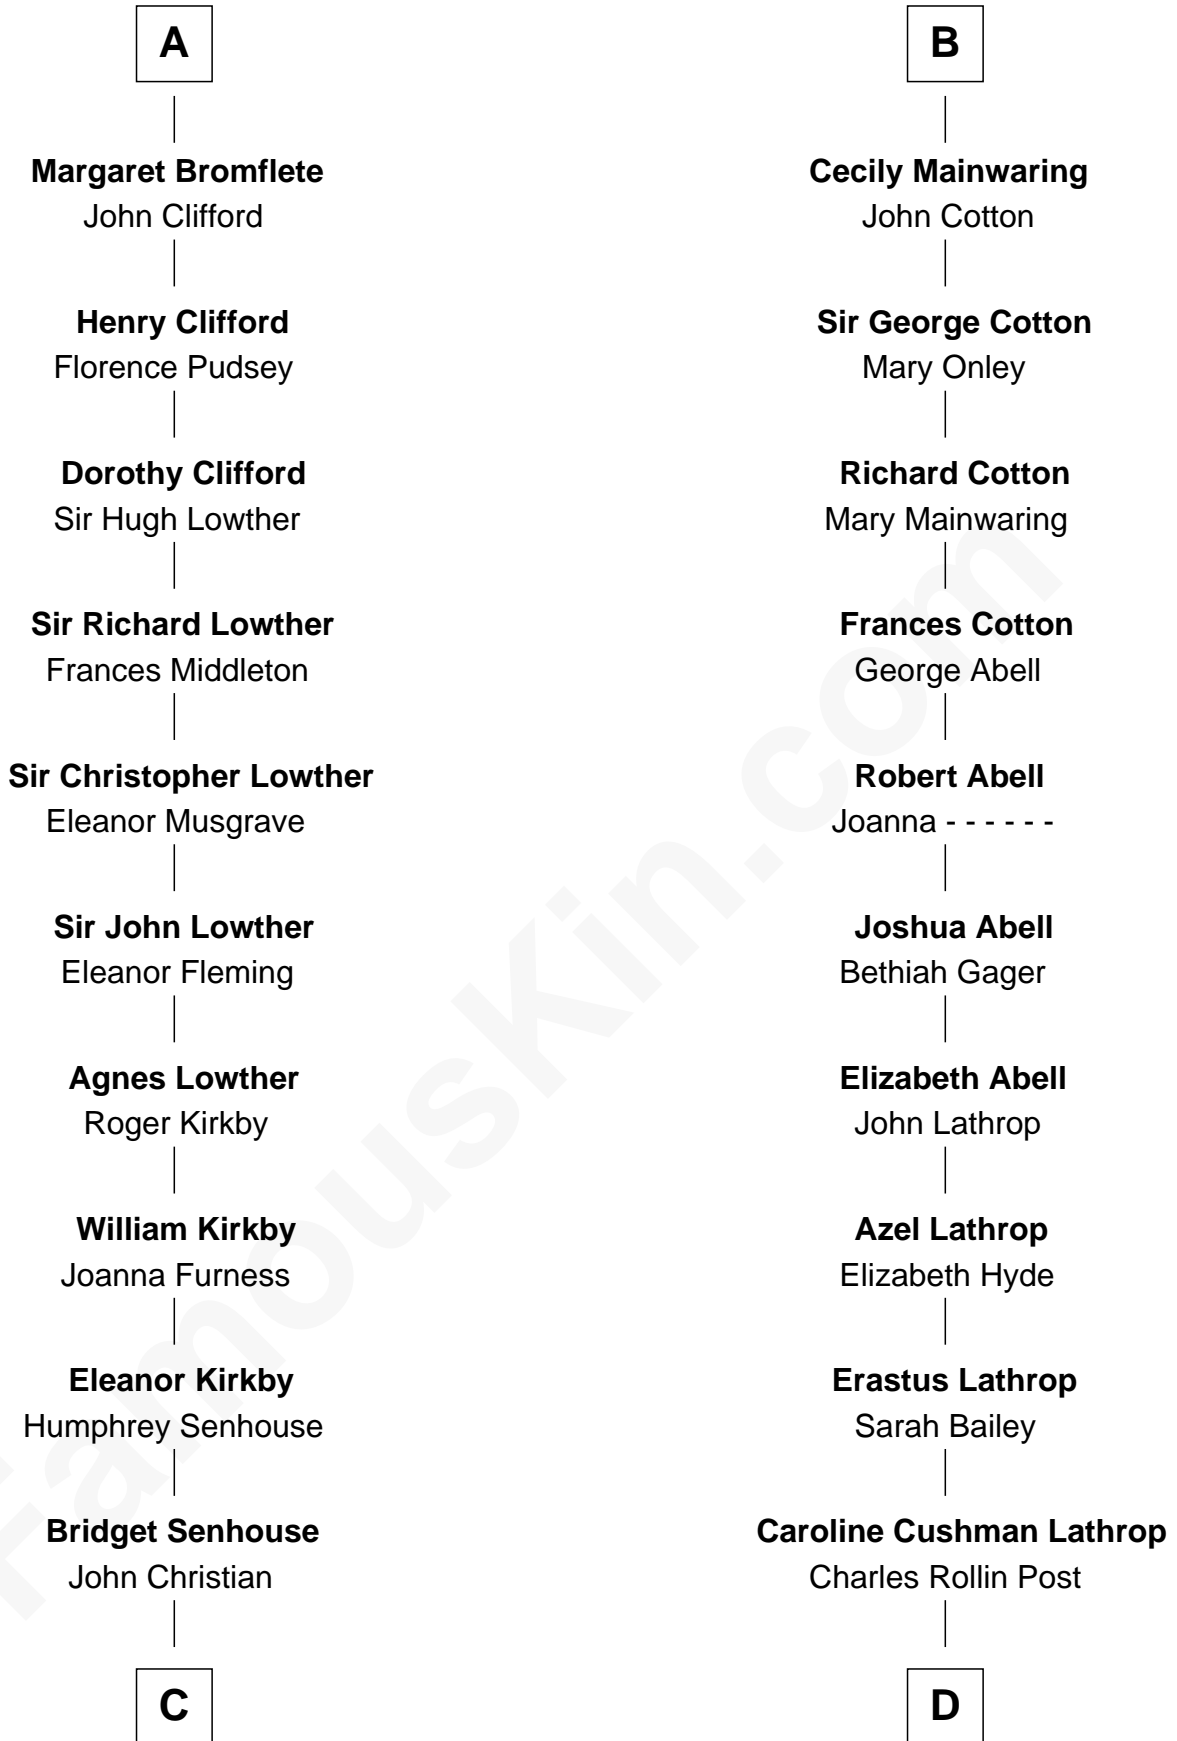 A
Margaret Bromflete
John Clifford
Henry Clifford
Florence Pudsey
Dorothy Clifford
Sir Hugh Lowther
Sir Richard Lowther
Frances Middleton
Sir Christopher Lowther
Eleanor Musgrave
Sir John Lowther
Eleanor Fleming
Agnes Lowther
Roger Kirkby
William Kirkby
Joanna Furness
Eleanor Kirkby
Humphrey Senhouse
Bridget Senhouse
John Christian
C
B
Cecily Mainwaring
John Cotton
Sir George Cotton
Mary Onley
Richard Cotton
Mary Mainwaring
Frances Cotton
George Abell
Robert Abell
Joanna - - - - - -
Joshua Abell
Bethiah Gager
Elizabeth Abell
John Lathrop
Azel Lathrop
Elizabeth Hyde
Erastus Lathrop
Sarah Bailey
Caroline Cushman Lathrop
Charles Rollin Post
D
FamousKin.com